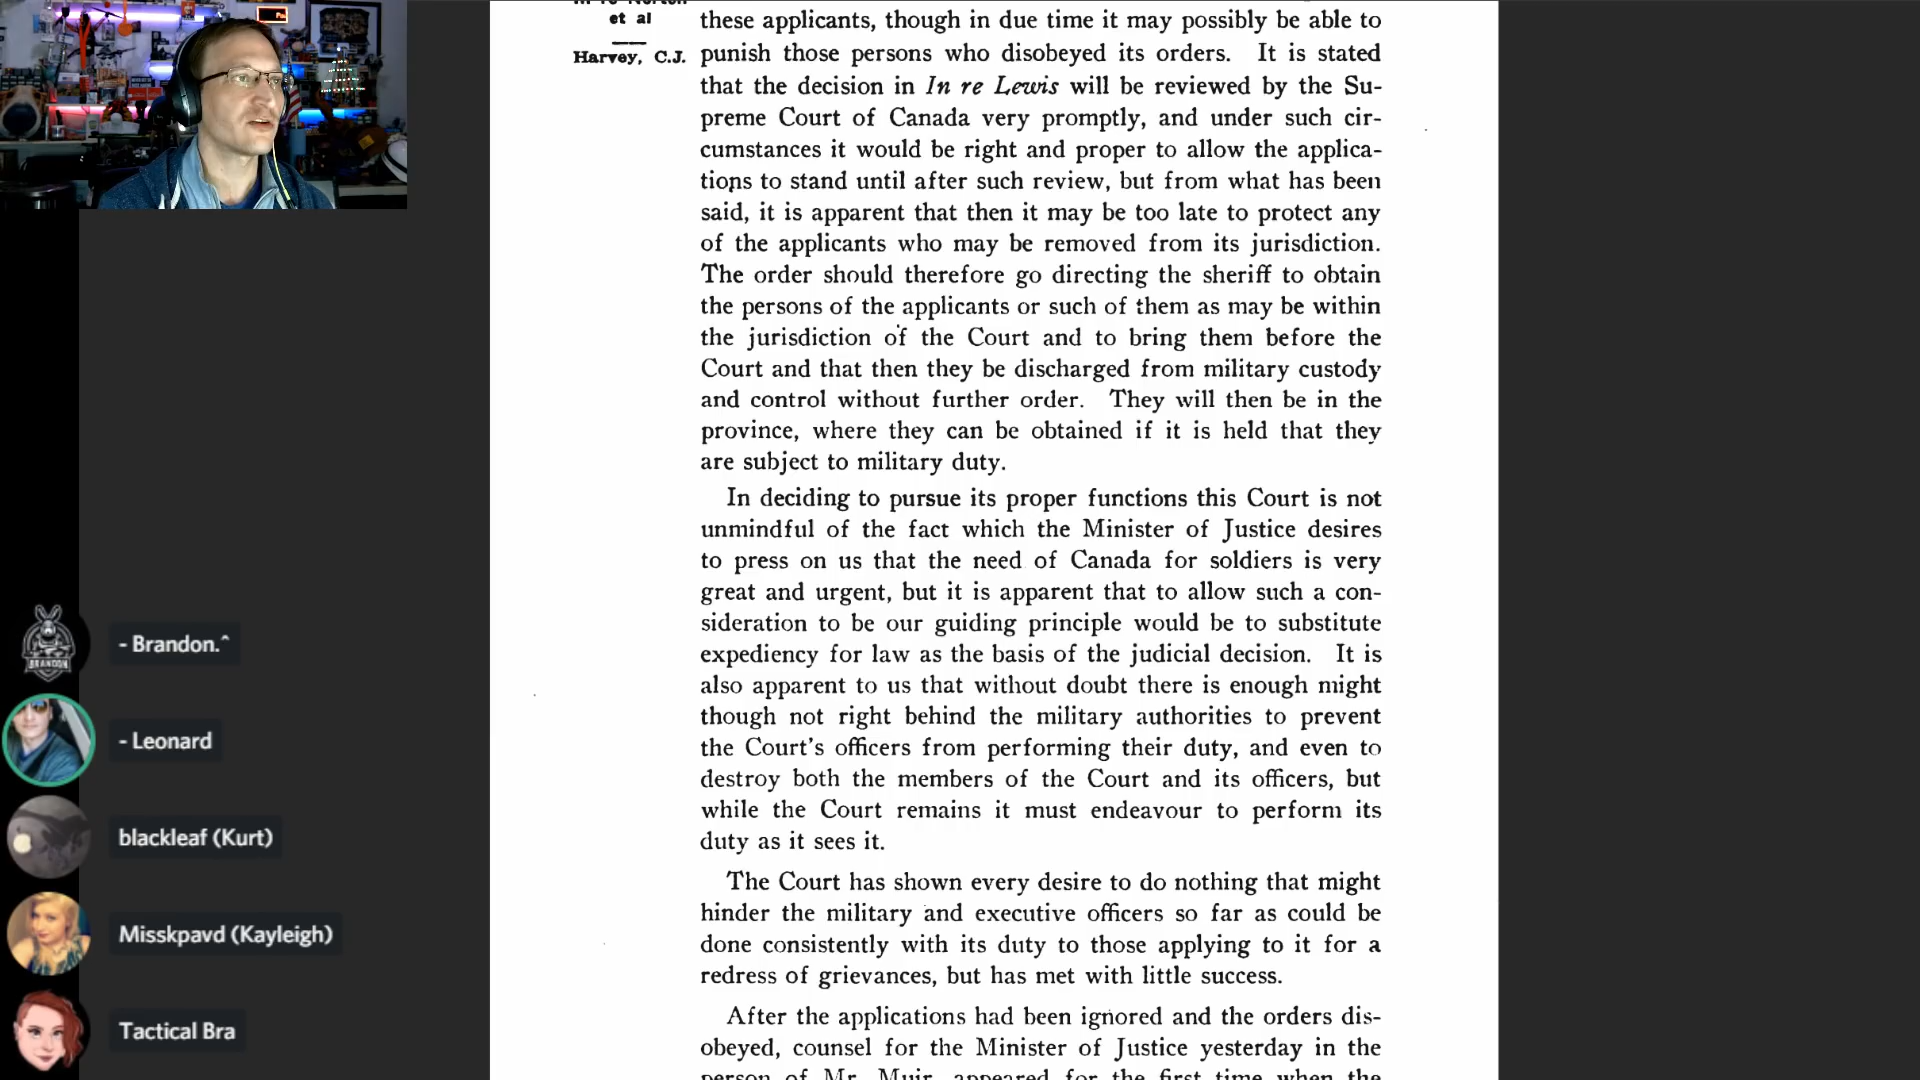 et al
Harvey, C.J.
these applicants, though in due time it may possibly be able to
punish those persons who disobeyed its orders. It is stated
that the decision in In re Lewis will be reviewed by the Su-
preme Court of Canada very promptly, and under such cir-
cumstances it would be right and proper to allow the applica-
tions to stand until after such review, but from what has been
said, it is apparent that then it may be too late to protect any
of the applicants who may be removed from its jurisdiction.
The order should therefore go directing the sheriff to obtain
the persons of the applicants or such of them as may be within
the jurisdiction of the Court and to bring them before the
Court and that then they be discharged from military custody
and control without further order. They will then be in the
province, where they can be obtained if it is held that they
are subject to military duty.
In deciding to pursue its proper functions this Court is not
unmindful of the fact which the Minister of Justice desires
to press on us that the need of Canada for soldiers is very
great and urgent, but it is apparent that to allow such a con-
sideration to be our guiding principle would be to substitute
expediency for law as the basis of the judicial decision. It is
also apparent to us that without doubt there is enough might
though not right behind the military authorities to prevent
the Court's officers from performing their duty, and even to
destroy both the members of the Court and its officers, but
while the Court remains it must endeavour to perform its
duty as it sees it.
The Court has shown every desire to do nothing that might
hinder the military and executive officers so far as could be
done consistently with its duty to those applying to it for a
redress of grievances, but has met with little success.
After the applications had been ignored and the orders dis-
obeyed, counsel for the Minister of Justice yesterday in the
person of Mr. Muir, appeared for the first time when the
BRANDON
- Brandon.^
- Leonard
blackleaf (Kurt)
Misskpavd (Kayleigh)
Tactical Bra